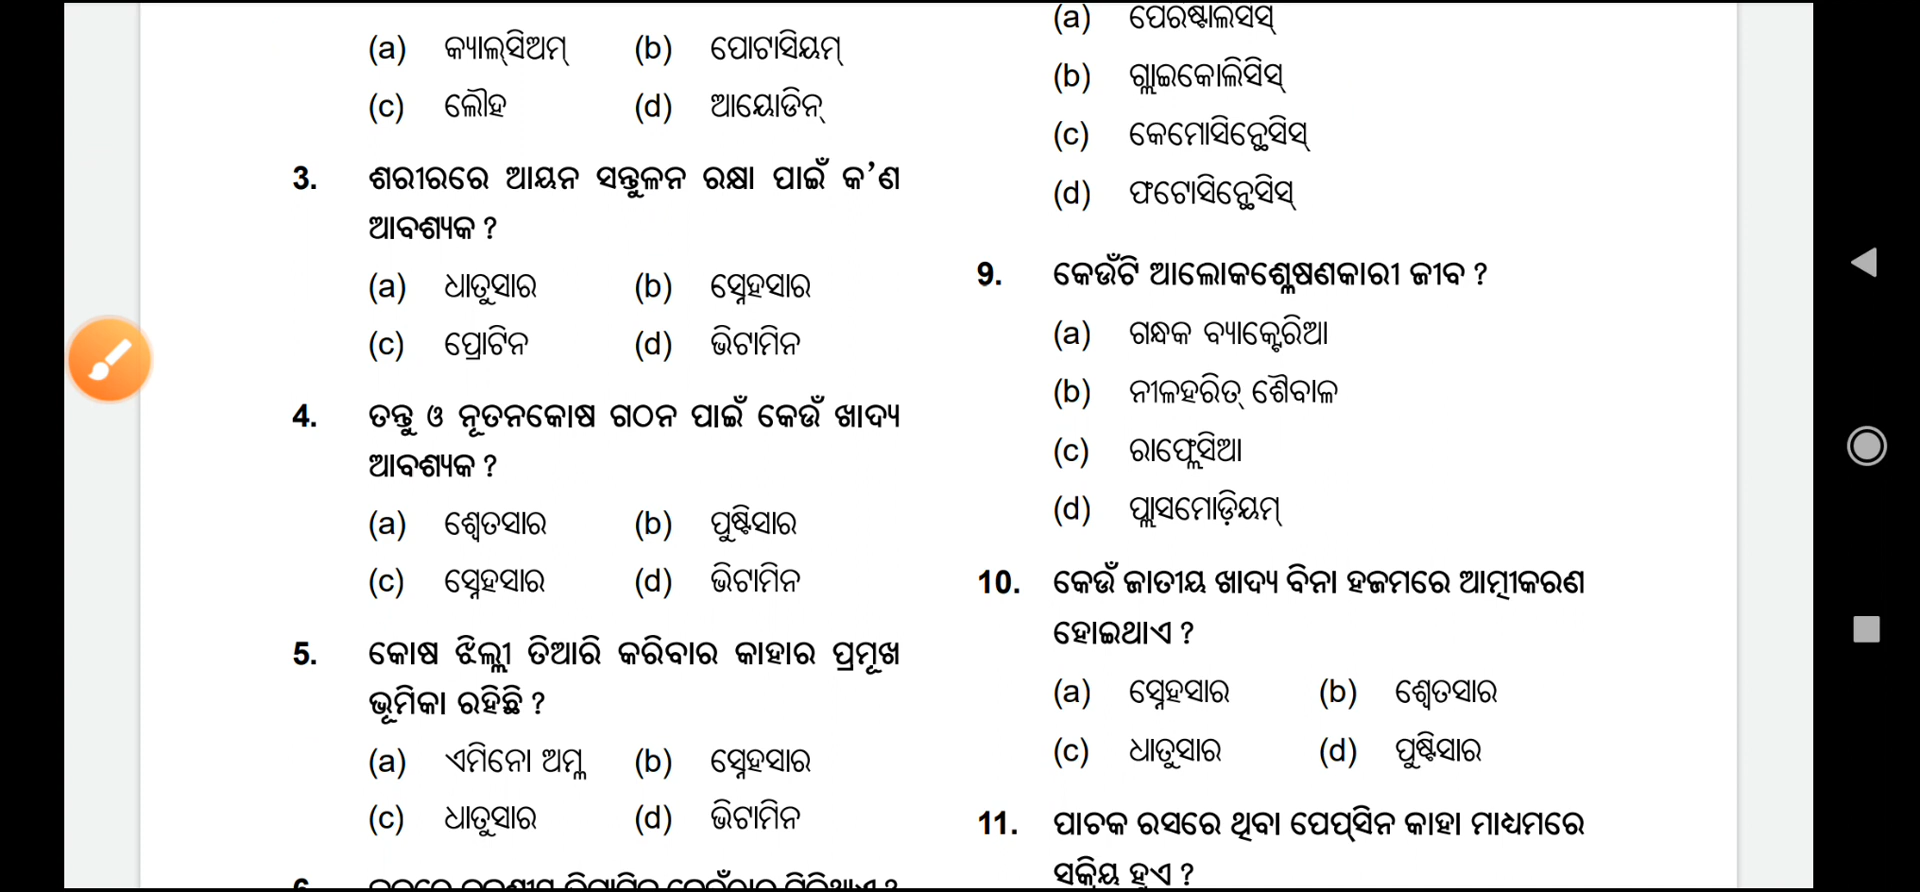 (a) କ୍ୟାଲ୍‌ସିଅମ୍ (b) ପୋଟାସିୟମ୍
(c) ଲୌହ (d) ଆୟୋଡିନ୍
3. ଶରୀରରେ ଆୟନ ସନ୍ତୁଳନ ରକ୍ଷା ପାଇଁ କ’ଣ
ଆବଶ୍ୟକ ?
(a) ଧାତୁସାର (b) ସ୍ନେହସାର
(c) ପ୍ରୋଟିନ (d) ଭିଟାମିନ
4. ତନ୍ତୁ ଓ ନୂତନକୋଷ ଗଠନ ପାଇଁ କେଉଁ ଖାଦ୍ୟ
ଆବଶ୍ୟକ ?
(a) ଶ୍ୱେତସାର (b) ପୁଷ୍ଟିସାର
(c) ସ୍ନେହସାର (d) ଭିଟାମିନ
5. କୋଷ ଝିଲ୍ଲୀ ତିଆରି କରିବାର କାହାର ପ୍ରମୂଖ
ଭୂମିକା ରହିଛି ?
(a) ଏମିନୋ ଅମ୍ଳ (b) ସ୍ନେହସାର
(c) ଧାତୁସାର (d) ଭିଟାମିନ
(a) ପେରଷ୍ଟାଲସିସ୍
(b) ଗ୍ଲାଇକୋଲିସିସ୍
(c) କେମୋସିନ୍ଥେସିସ୍
(d) ଫଟୋସିନ୍ଥେସିସ୍
9. କେଉଁଟି ଆଲୋକଶ୍ଳେଷଣକାରୀ ଜୀବ ?
(a) ଗନ୍ଧକ ବ୍ୟାକ୍ଟେରିଆ
(b) ନୀଳହରିତ୍ ଶୈବାଳ
(c) ରାଫ୍ଲେସିଆ
(d) ପ୍ଲାସମୋଡ଼ିୟମ୍
10. କେଉଁ ଜାତୀୟ ଖାଦ୍ୟ ବିନା ହଜମରେ ଆତ୍ମୀକରଣ
ହୋଇଥାଏ ?
(a) ସ୍ନେହସାର (b) ଶ୍ୱେତସାର
(c) ଧାତୁସାର (d) ପୁଷ୍ଟିସାର
11. ପାଚକ ରସରେ ଥିବା ପେପ୍‌ସିନ କାହା ମାଧ୍ୟମରେ
ସକ୍ରିୟ ହୁଏ ?